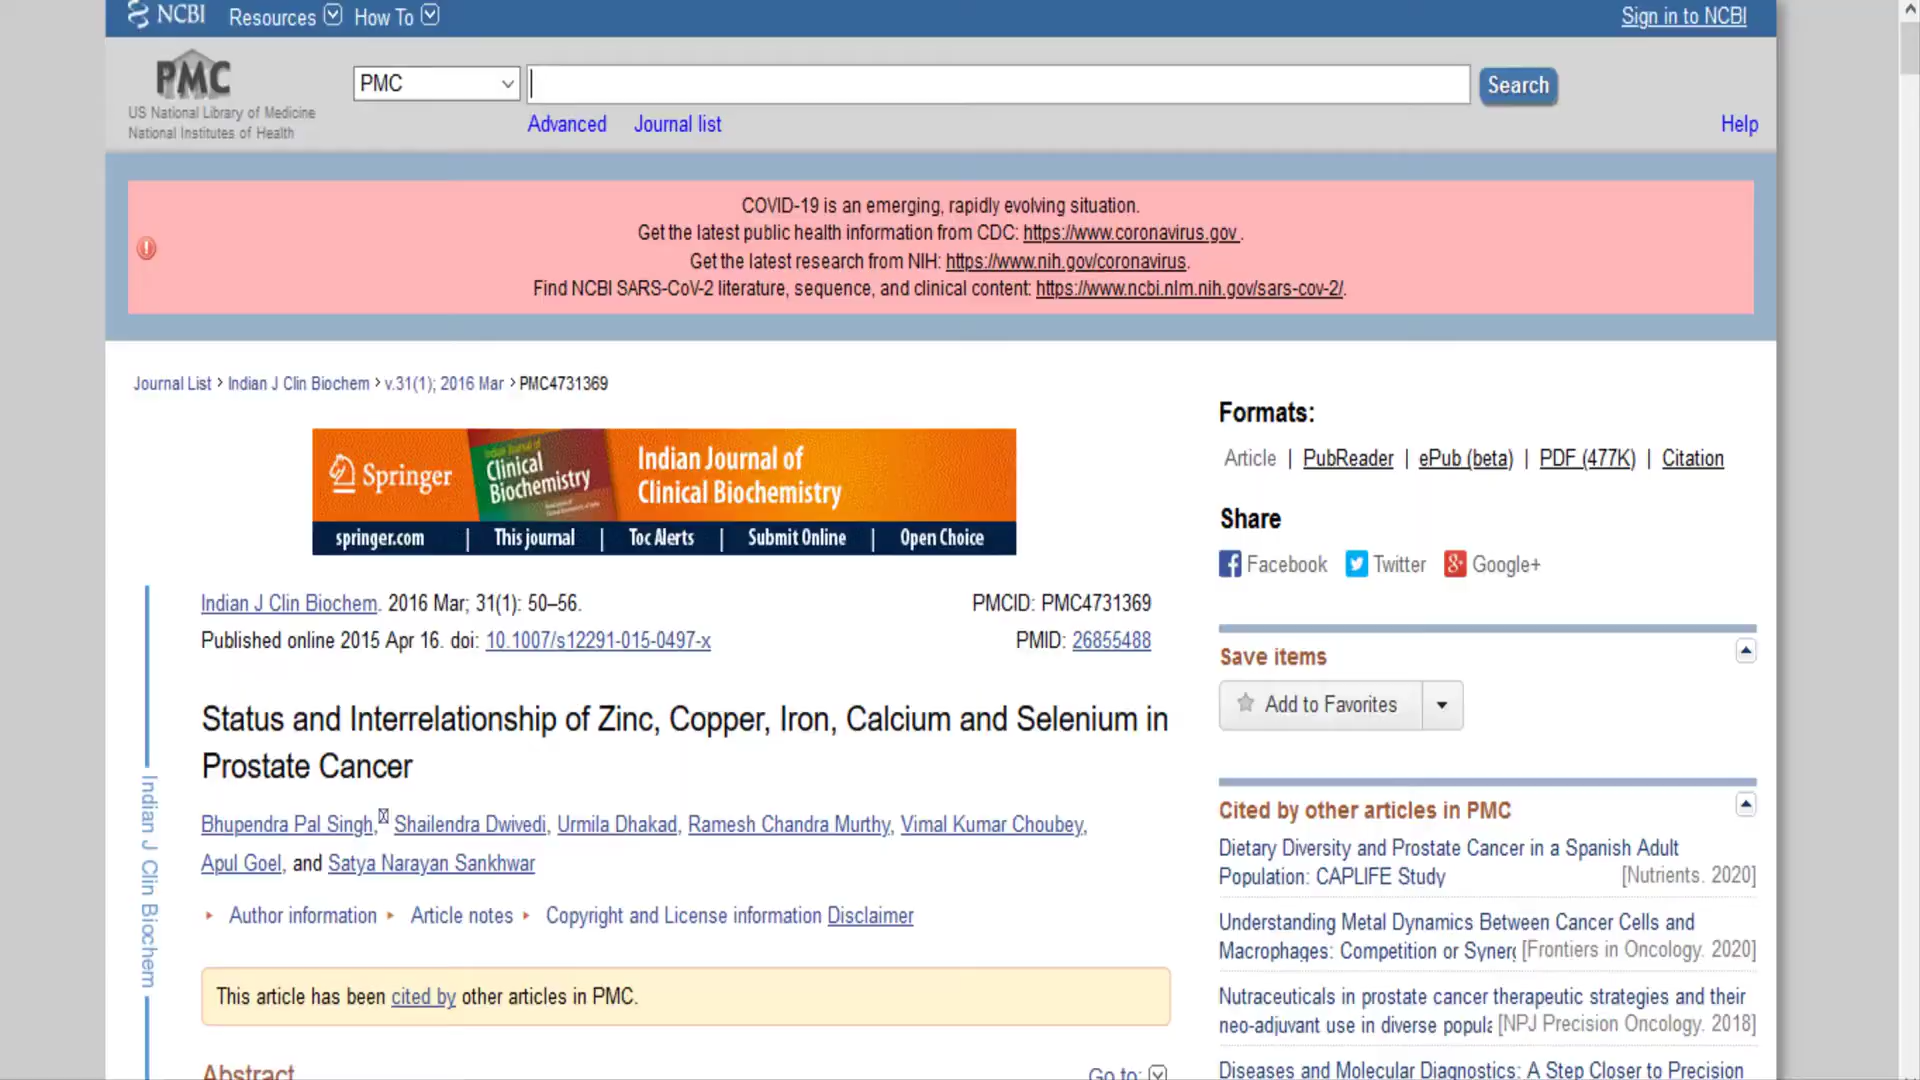 NCBI Resources How To Sign in to NCBI
PMC
US National Library of Medicine
National Institutes of Health
PMC Search
Advanced Journal list Help
COVID-19 is an emerging, rapidly evolving situation.
Get the latest public health information from CDC: https://www.coronavirus.gov .
Get the latest research from NIH: https://www.nih.gov/coronavirus.
Find NCBI SARS-CoV-2 literature, sequence, and clinical content: https://www.ncbi.nlm.nih.gov/sars-cov-2/.
Journal List > Indian J Clin Biochem > v.31(1); 2016 Mar > PMC4731369
Springer
Indian Journal of
Clinical
Biochemistry
Indian Journal of
Clinical Biochemistry
springer.com | This journal | Toc Alerts | Submit Online | Open Choice
Indian J Clin Biochem. 2016 Mar; 31(1): 50–56. PMCID: PMC4731369
Published online 2015 Apr 16. doi: 10.1007/s12291-015-0497-x PMID: 26855488
Status and Interrelationship of Zinc, Copper, Iron, Calcium and Selenium in
Prostate Cancer
Bhupendra Pal Singh, Shailendra Dwivedi, Urmila Dhakad, Ramesh Chandra Murthy, Vimal Kumar Choubey,
Apul Goel, and Satya Narayan Sankhwar
Author information Article notes Copyright and License information Disclaimer
This article has been cited by other articles in PMC.
Abstract Go to:
Indian J Clin Biochem
Formats:
Article | PubReader | ePub (beta) | PDF (477K) | Citation
Share
Facebook Twitter Google+
Save items
Add to Favorites
Cited by other articles in PMC
Dietary Diversity and Prostate Cancer in a Spanish Adult
Population: CAPLIFE Study [Nutrients. 2020]
Understanding Metal Dynamics Between Cancer Cells and
Macrophages: Competition or Synerg [Frontiers in Oncology. 2020]
Nutraceuticals in prostate cancer therapeutic strategies and their
neo-adjuvant use in diverse popula [NPJ Precision Oncology. 2018]
Diseases and Molecular Diagnostics: A Step Closer to Precision